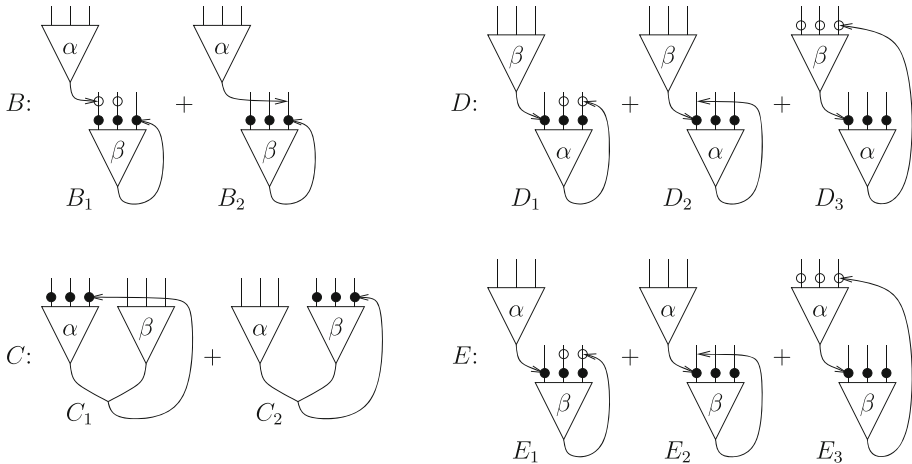 α α β β β
B: + D: + +
β β α α α
B₁ B₂ D₁ D₂ D₃
α α α
α β α β
C: + E: + +
β β β
C₁ C₂ E₁ E₂ E₃